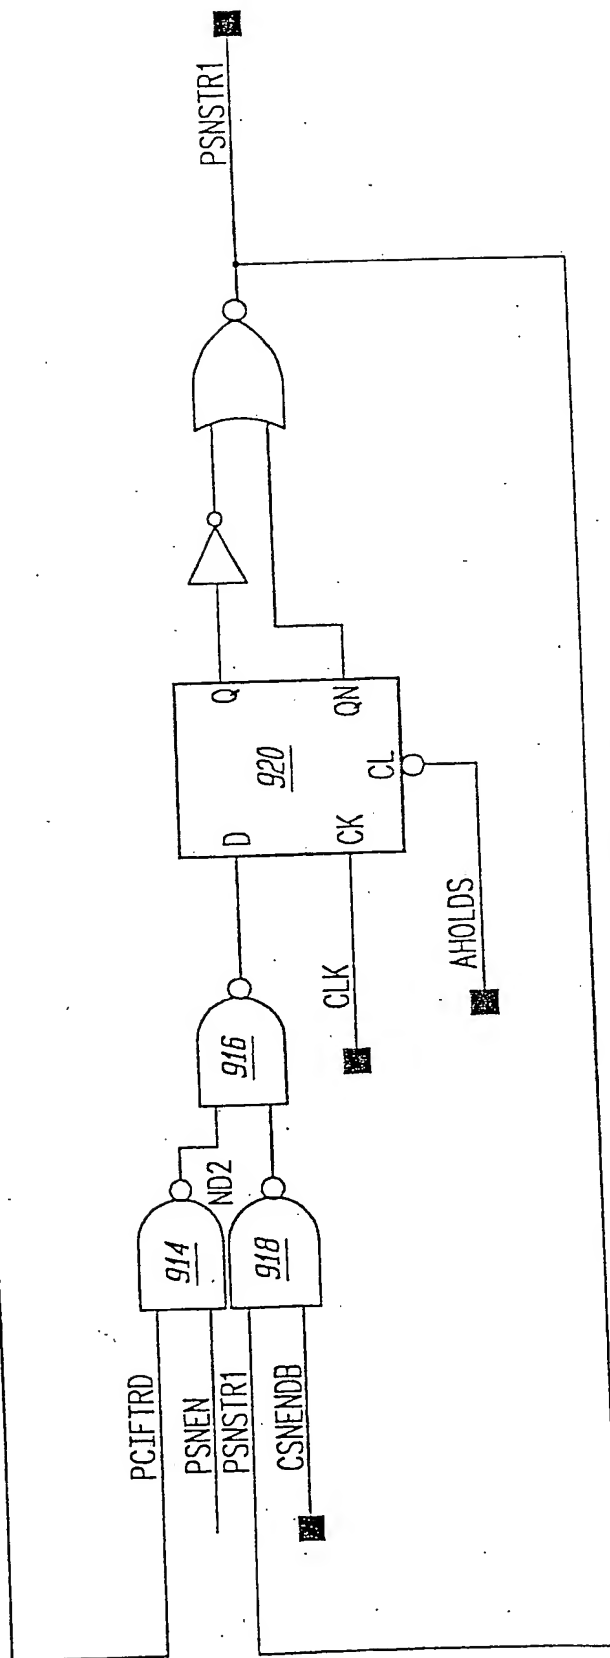 PCIFTRD
PSNEN
PSNSTR1
CSNENDB
914
918
ND2
916
CLK
AHOLDS
D
CK
920
CL
Q
QN
PSNSTR1